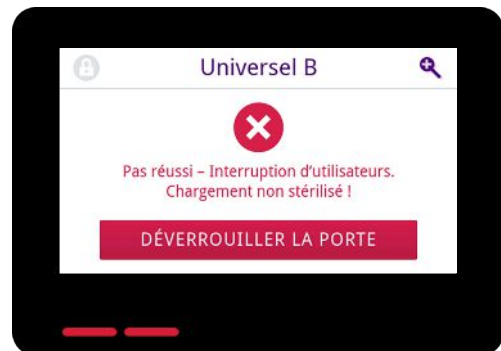 Universel B
Pas réussi – Interruption d'utilisateurs.
Chargement non stérilisé !
DÉVERROUILLER LA PORTE